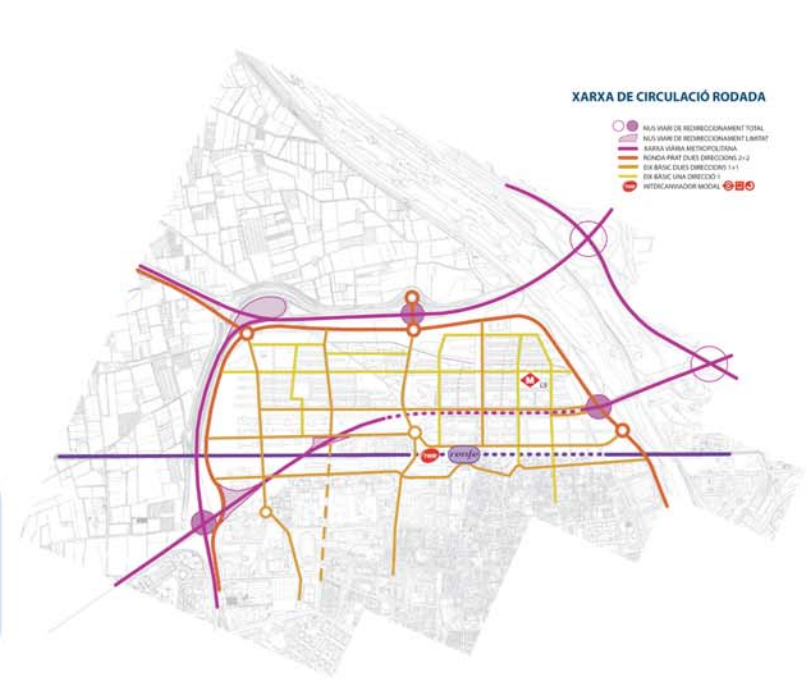 XARXA DE CIRCULACIÓ RODADA
NUS VIARI DE REDIRECCIONAMENT TOTAL
NUS VIARI DE REDIRECCIONAMENT LIMITAT
XARXA VIÀRIA METROPOLITANA
RONDA PRAT DUES DIRECCIONS 2+2
EIX BÀSIC DUES DIRECCIONS 1+1
EIX BÀSIC UNA DIRECCIÓ 1
INTERCANVIADOR MODAL
M
L9
renfe